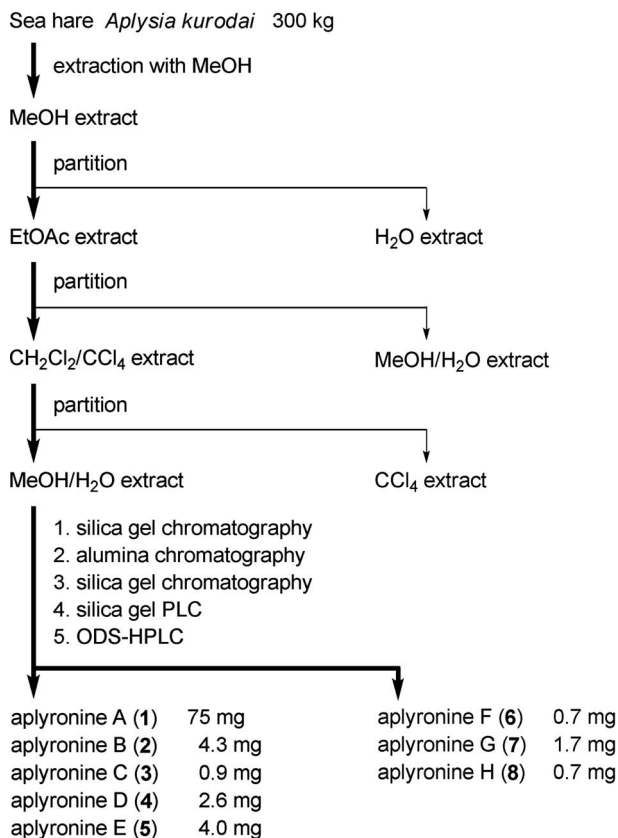 Sea hare Aplysia kurodai 300 kg
extraction with MeOH
MeOH extract
partition
EtOAc extract H₂O extract
partition
CH₂Cl₂/CCl₄ extract MeOH/H₂O extract
partition
MeOH/H₂O extract CCl₄ extract
1. silica gel chromatography
2. alumina chromatography
3. silica gel chromatography
4. silica gel PLC
5. ODS-HPLC
aplyronine A (1) 75 mg aplyronine F (6) 0.7 mg
aplyronine B (2) 4.3 mg aplyronine G (7) 1.7 mg
aplyronine C (3) 0.9 mg aplyronine H (8) 0.7 mg
aplyronine D (4) 2.6 mg
aplyronine E (5) 4.0 mg